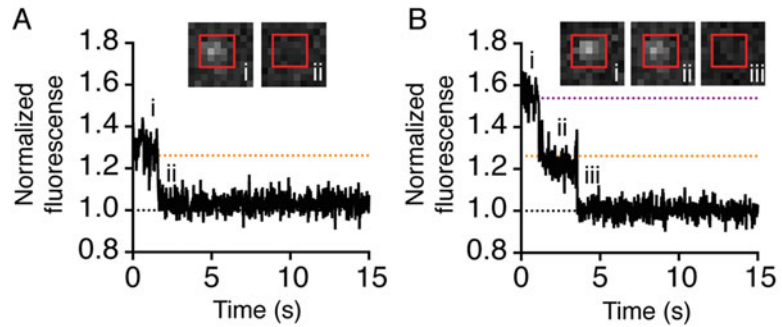 A
B
i
ii
i
ii
iii
Normalized
fluorescense
1.8
1.6
1.4
1.2
1.0
0.8
i
ii
0
5
10
15
Time (s)
Normalized
fluorescense
1.8
1.6
1.4
1.2
1.0
0.8
i
ii
iii
0
5
10
15
Time (s)